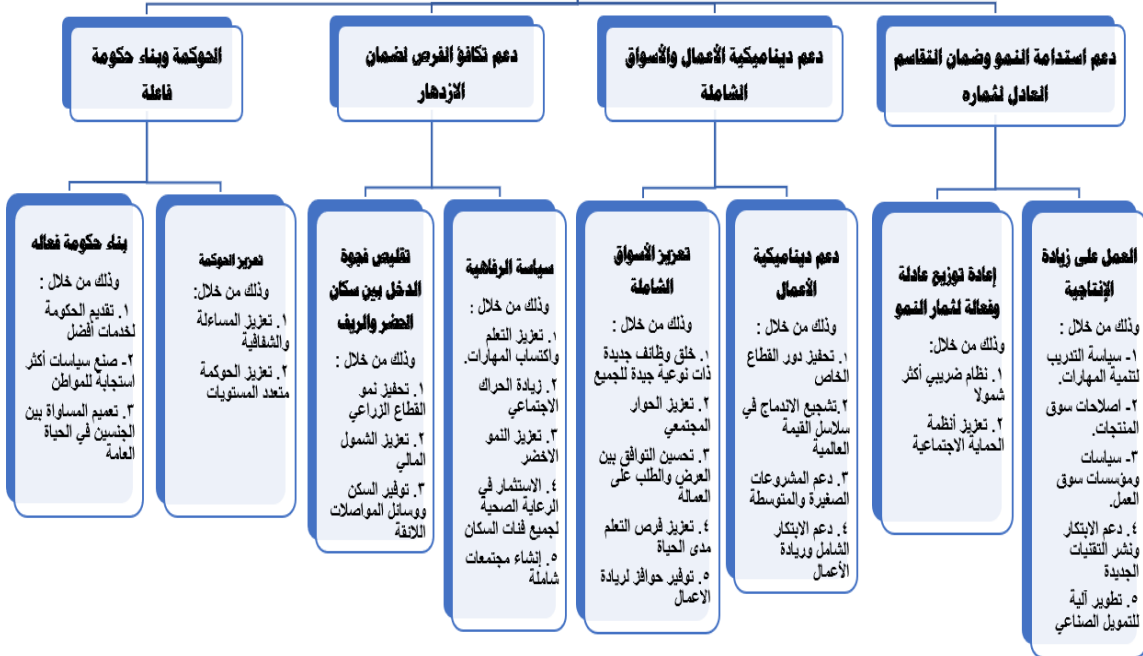 دعم استدامة النمو وضمان التقاسم
العادل لثماره
دعم ديناميكية الأعمال والأسواق
الشاملة
دعم تكافؤ الفرص لضمان
الازدهار
الحوكمة وبناء حكومة
فاعلة
العمل على زيادة
الإنتاجية
وذلك من خلال :
١- سياسة التدريب
لتنمية المهارات.
٢- اصلاحات سوق
المنتجات.
٣- سياسات
ومؤسسات سوق
العمل.
٤. دعم الإبتكار
ونشر التقنيات
الجديدة
٥. تطوير آلية
للتمويل الصناعي
إعادة توزيع عادلة
وفعالة لثمار النمو
وذلك من خلال:
١. نظام ضريبي أكثر
شمولا
٢. تعزيز أنظمة
الحماية الاجتماعية
دعم ديناميكية
الأعمال
وذلك من خلال :
١. تحفيز دور القطاع
الخاص
٢.تشجيع الاندماج في
سلاسل القيمة
العالمية
٣. دعم المشروعات
الصغيرة والمتوسطة
٤. دعم الابتكار
الشامل وريادة
الأعمال
تعزيز الأسواق
الشاملة
وذلك من خلال :
١. خلق وظائف جديدة
ذات نوعية جيدة للجميع
٢. تعزيز الحوار
المجتمعي
٣. تحسين التوافق بين
العرض والطلب على
العمالة
٤. تعزيز فرص التعلم
مدى الحياة
٥. توفير حوافز لريادة
الاعمال
سياسة الرفاهية
وذلك من خلال :
١. تعزيز التعلم
واكتساب المهارات.
٢. زيادة الحراك
الاجتماعي
٣. تعزيز النمو
الاخضر
٤. الاستثمار في
الرعاية الصحية
لجميع فئات السكان
٥. إنشاء مجتمعات
شاملة
تقليص فجوة
الدخل بين سكان
الحضر والريف
وذلك من خلال :
١. تحفيز نمو
القطاع الزراعي
٢. تعزيز الشمول
المالي
٣. توفير السكن
ووسائل المواصلات
اللائقة
تعزيز الحوكمة
وذلك من خلال:
١. تعزيز المساءلة
والشفافية
٢. تعزيز الحوكمة
متعدد المستويات
بناء حكومة فعاله
وذلك من خلال :
١. تقديم الحكومة
لخدمات أفضل
٢- صنع سياسات أكثر
استجابة للمواطن
٣. تعميم المساواة بين
الجنسين في الحياة
العامة